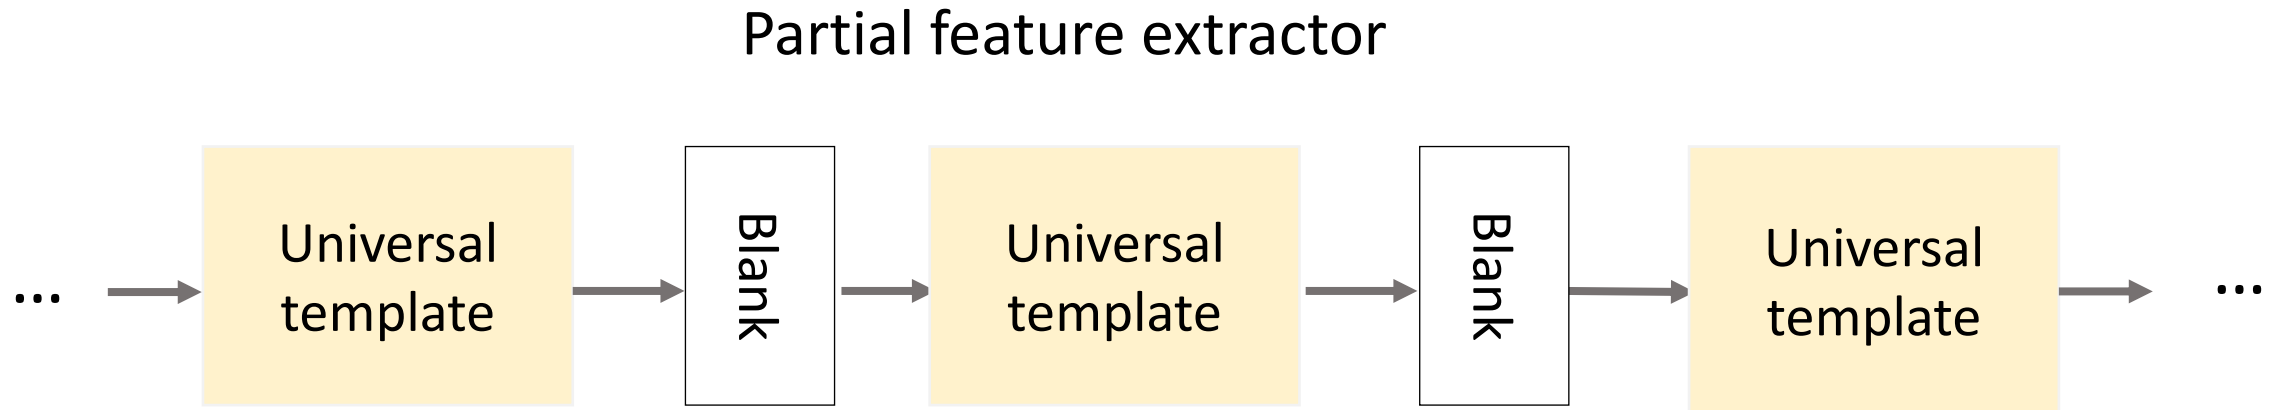 Partial feature extractor
...
Universal
template
Blank
Universal
template
Blank
Universal
template
...